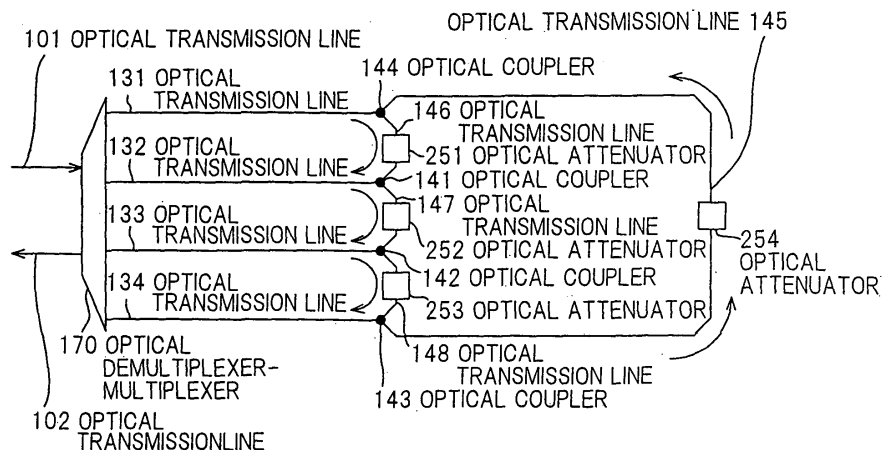 OPTICAL TRANSMISSION LINE 145
101 OPTICAL TRANSMISSION LINE
144 OPTICAL COUPLER
131 OPTICAL
TRANSMISSION LINE
146 OPTICAL
TRANSMISSION LINE
251 OPTICAL ATTENUATOR
132 OPTICAL
TRANSMISSION LINE
141 OPTICAL COUPLER
147 OPTICAL
TRANSMISSION LINE
133 OPTICAL
TRANSMISSION LINE
252 OPTICAL ATTENUATOR
254
OPTICAL
ATTENUATOR
142 OPTICAL COUPLER
134 OPTICAL
TRANSMISSION LINE
253 OPTICAL ATTENUATOR
148 OPTICAL
TRANSMISSION LINE
143 OPTICAL COUPLER
170 OPTICAL
DEMULTIPLEXER-
MULTIPLEXER
102 OPTICAL
TRANSMISSIONLINE